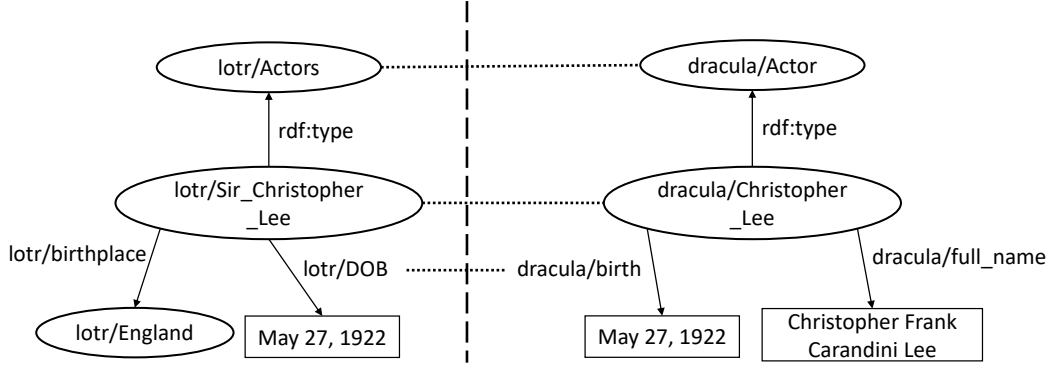 lotr/Actors
dracula/Actor
rdf:type
rdf:type
lotr/Sir_Christopher
_Lee
dracula/Christopher
_Lee
lotr/birthplace
lotr/DOB
dracula/birth
dracula/full_name
lotr/England
May 27, 1922
May 27, 1922
Christopher Frank
Carandini Lee